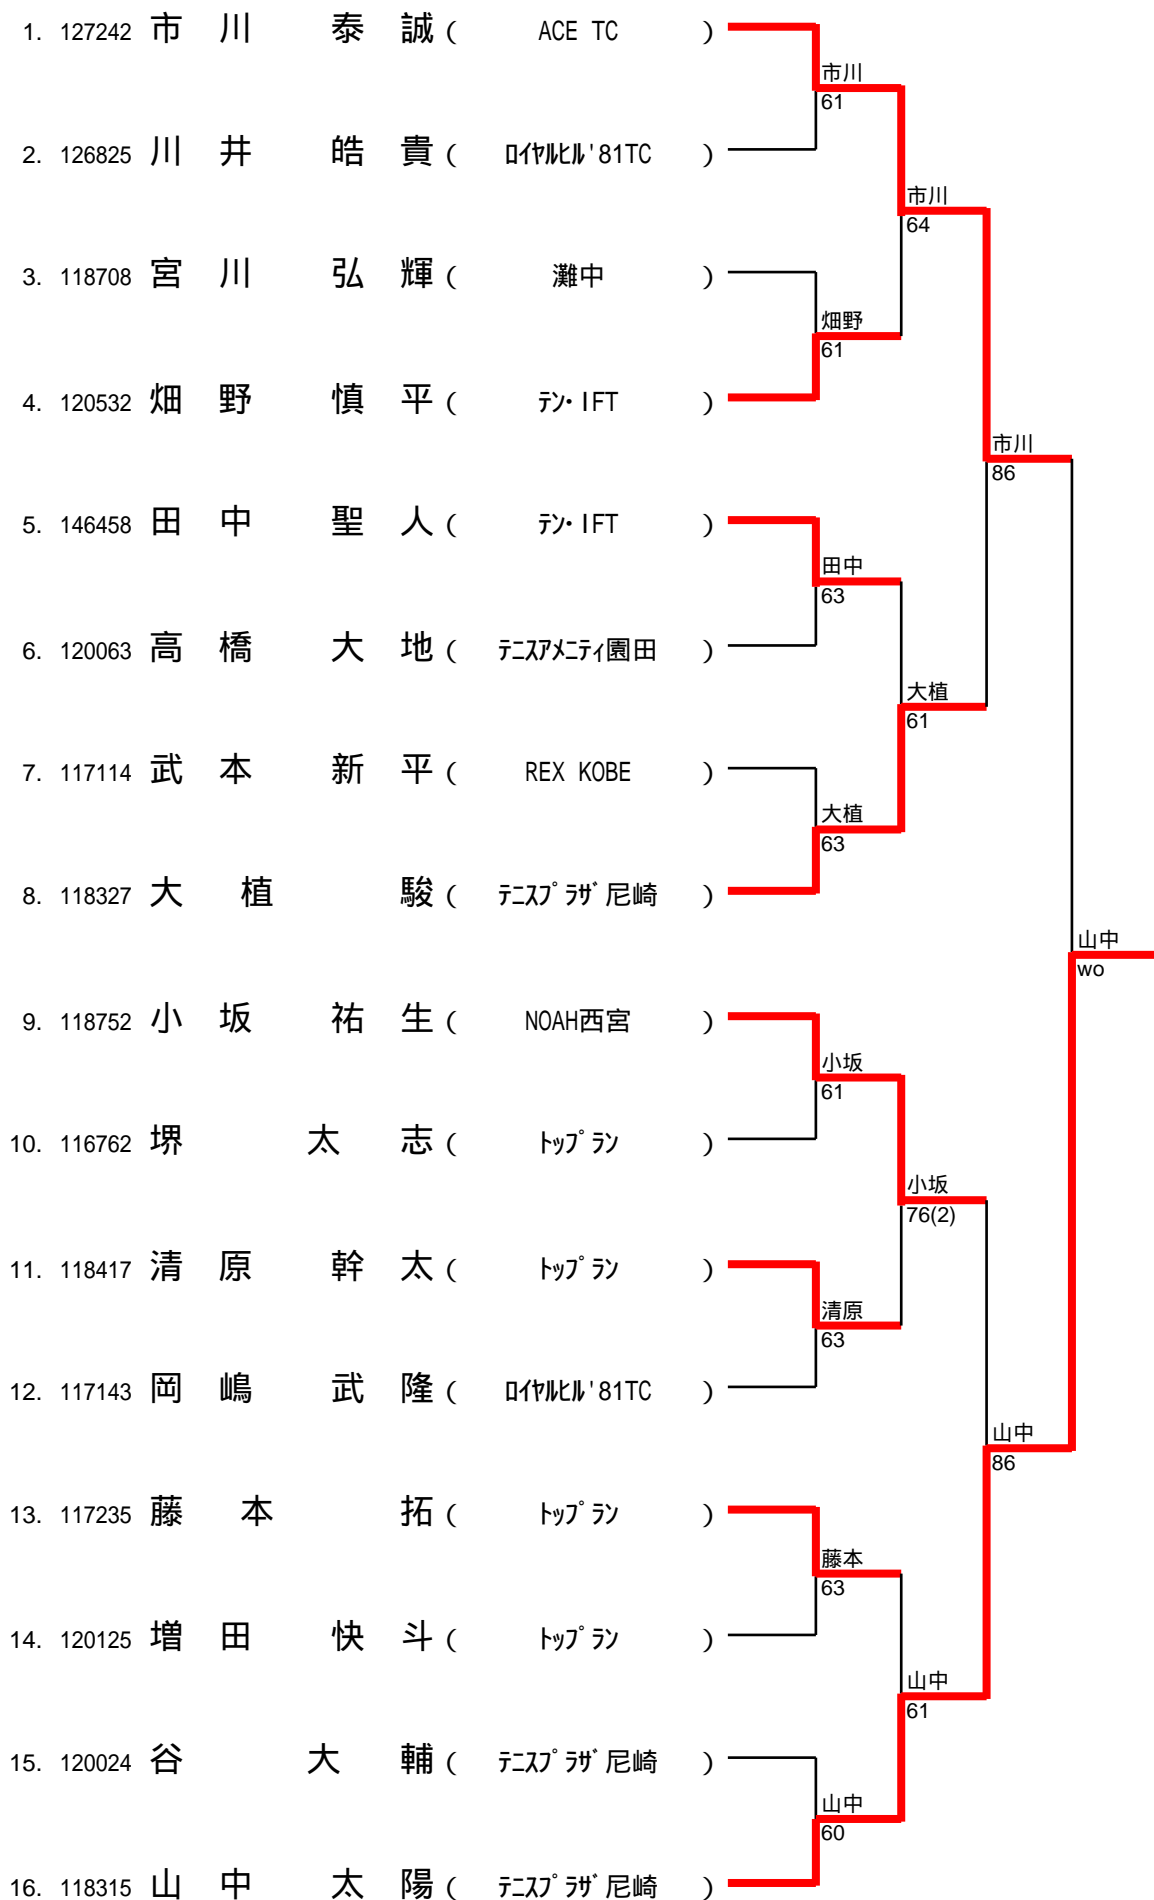 1. 127242 市川 泰誠 ( ACE TC )
市川
61
2. 126825 川井 皓貴 ( ﾛｲﾔﾙﾋﾙ'81TC )
市川
64
3. 118708 宮川 弘輝 ( 灘中 )
畑野
61
4. 120532 畑野 慎平 ( ﾃﾝ･IFT )
市川
86
5. 146458 田中 聖人 ( ﾃﾝ･IFT )
田中
63
6. 120063 高橋 大地 ( ﾃﾆｽｱﾒﾆﾃｨ園田 )
大植
61
7. 117114 武本 新平 ( REX KOBE )
大植
63
8. 118327 大植 駿 ( ﾃﾆｽﾌﾟﾗｻﾞ尼崎 )
山中
wo
9. 118752 小坂 祐生 ( NOAH西宮 )
小坂
61
10. 116762 堺 太志 ( ﾄｯﾌﾟﾗﾝ )
小坂
76(2)
11. 118417 清原 幹太 ( ﾄｯﾌﾟﾗﾝ )
清原
63
12. 117143 岡嶋 武隆 ( ﾛｲﾔﾙﾋﾙ'81TC )
山中
86
13. 117235 藤本 拓 ( ﾄｯﾌﾟﾗﾝ )
藤本
63
14. 120125 増田 快斗 ( ﾄｯﾌﾟﾗﾝ )
山中
61
15. 120024 谷 大輔 ( ﾃﾆｽﾌﾟﾗｻﾞ尼崎 )
山中
60
16. 118315 山中 太陽 ( ﾃﾆｽﾌﾟﾗｻﾞ尼崎 )